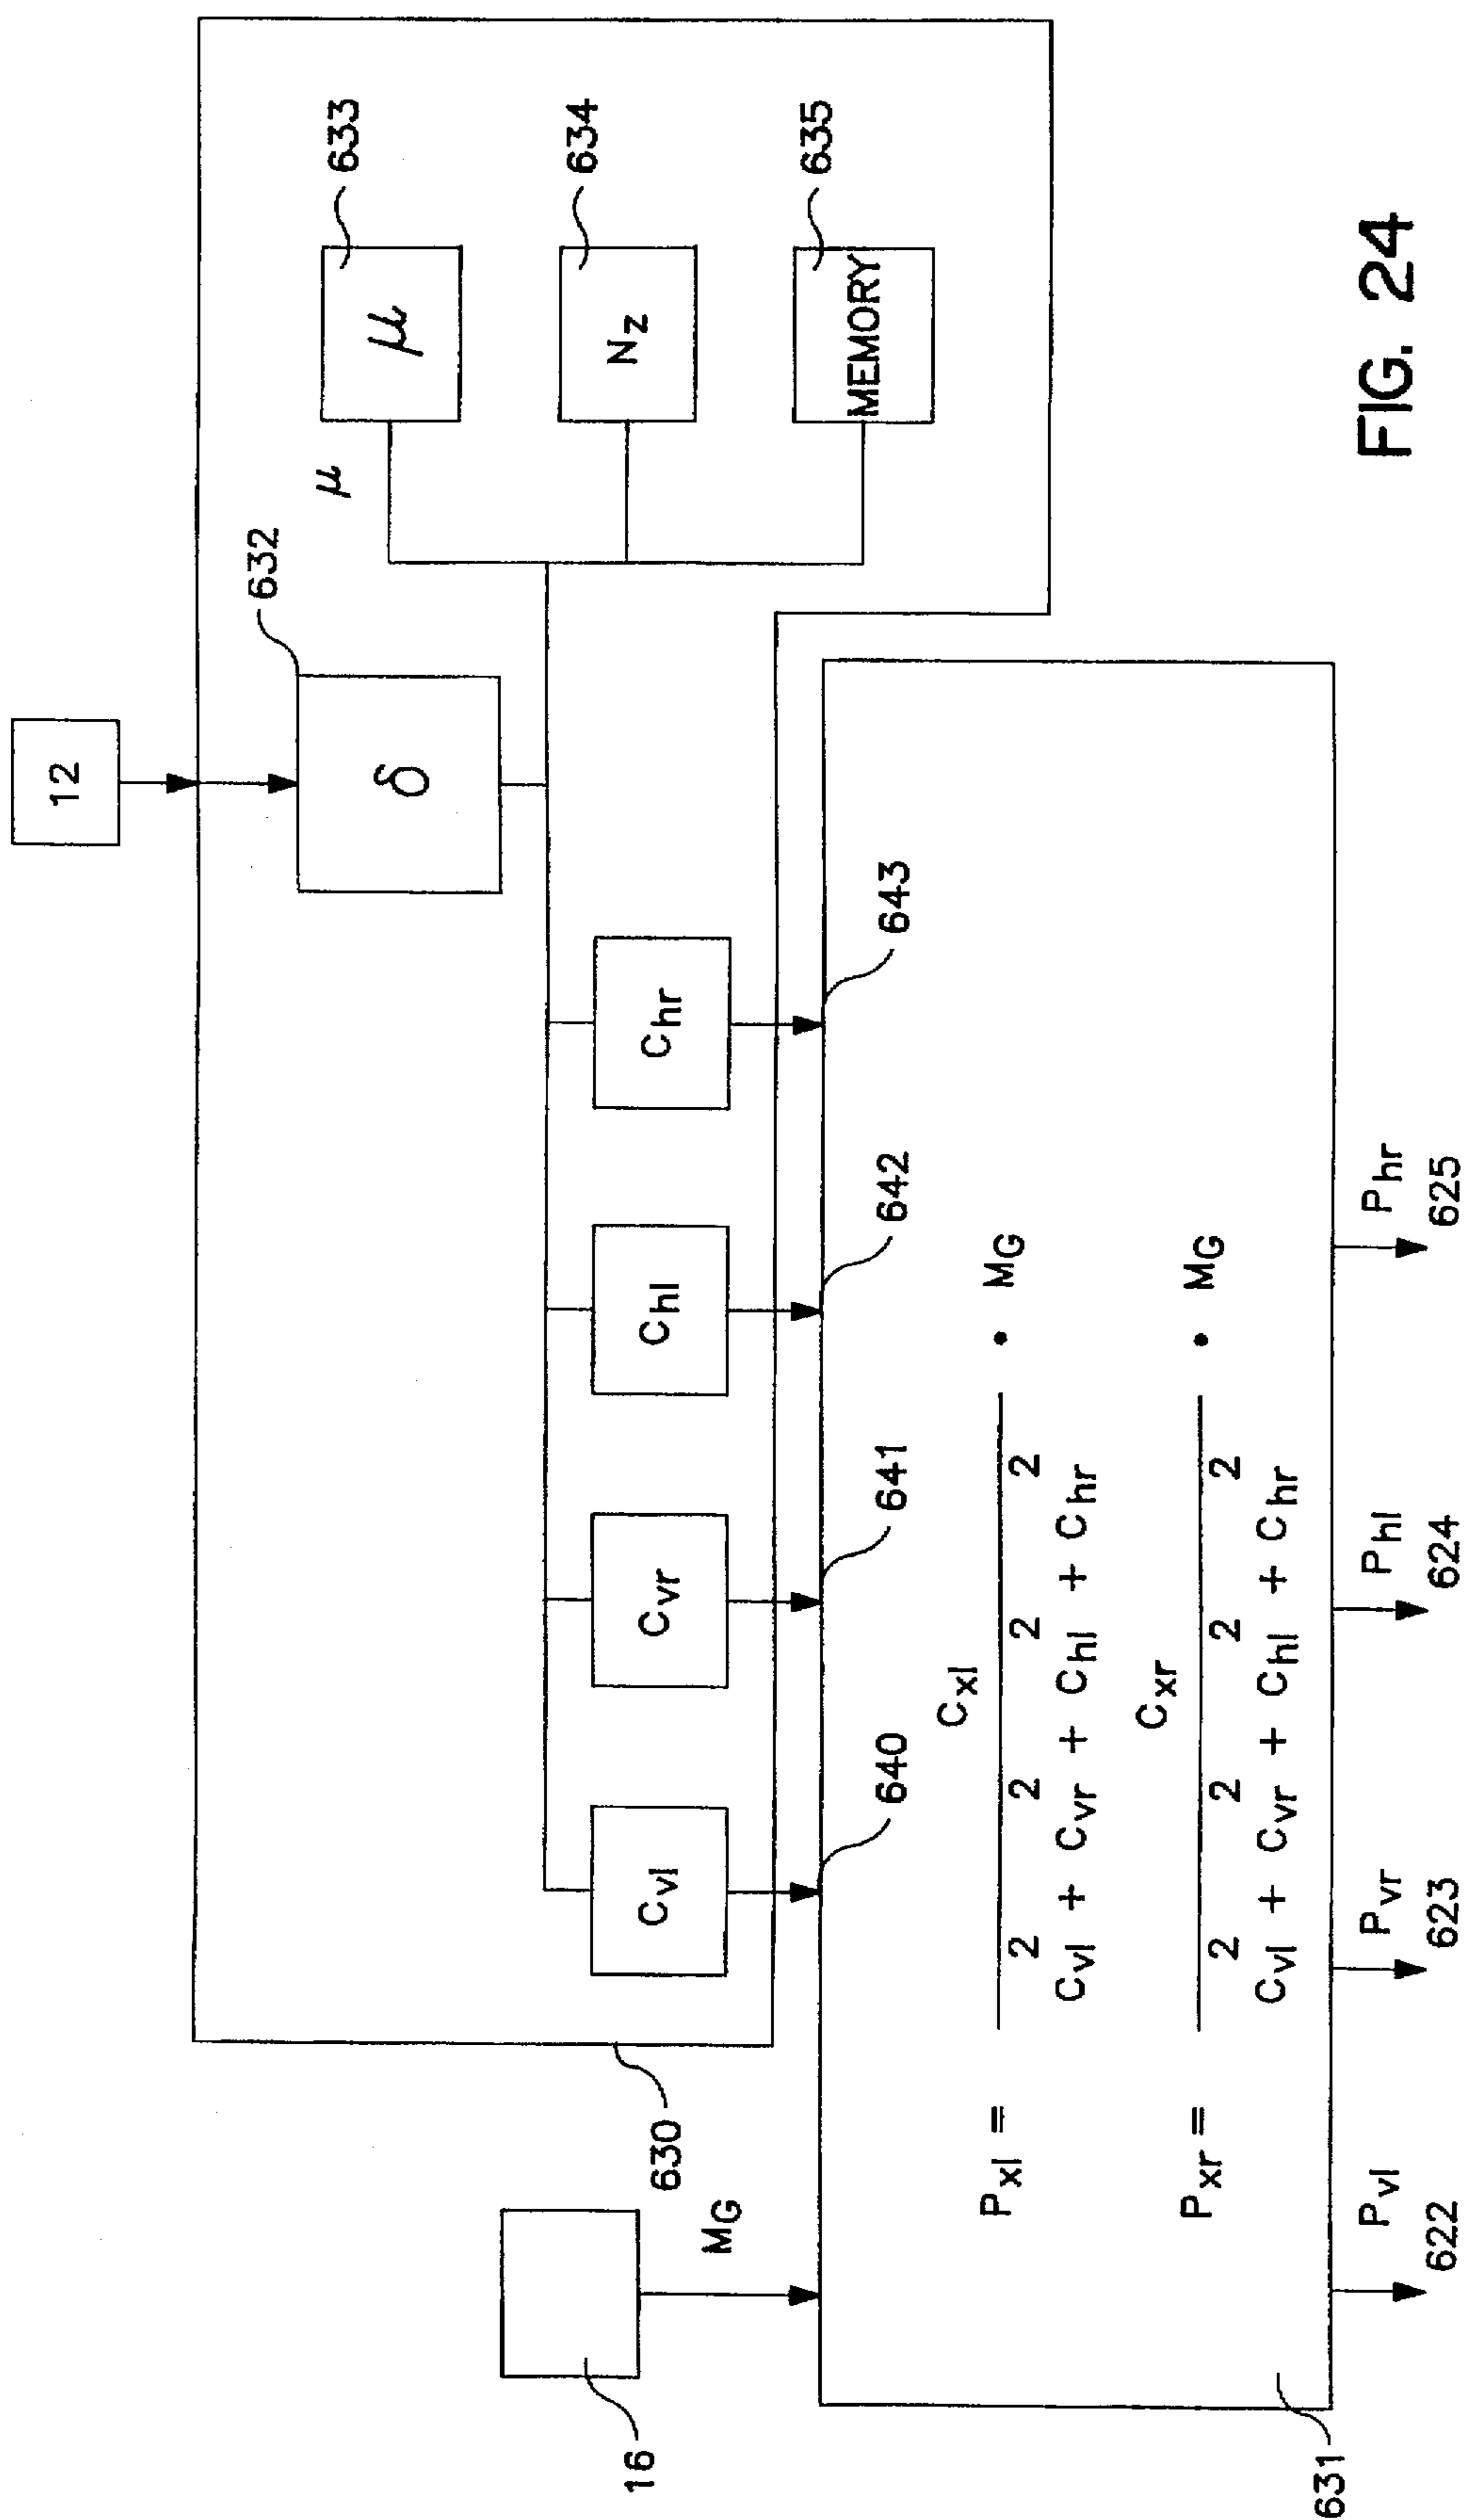 12
632
δ
μ
μ
633
Nz
634
MEMORY
635
Cvl
Cvr
Chl
Chr
630
16
MG
640
641
642
643
Pxl = Cxl / (Cvl² + Cvr² + Chl² + Chr²) • MG
Pxr = Cxr / (Cvl² + Cvr² + Chl² + Chr²) • MG
631
Pvl
622
Pvr
623
Phl
624
Phr
625
FIG. 24